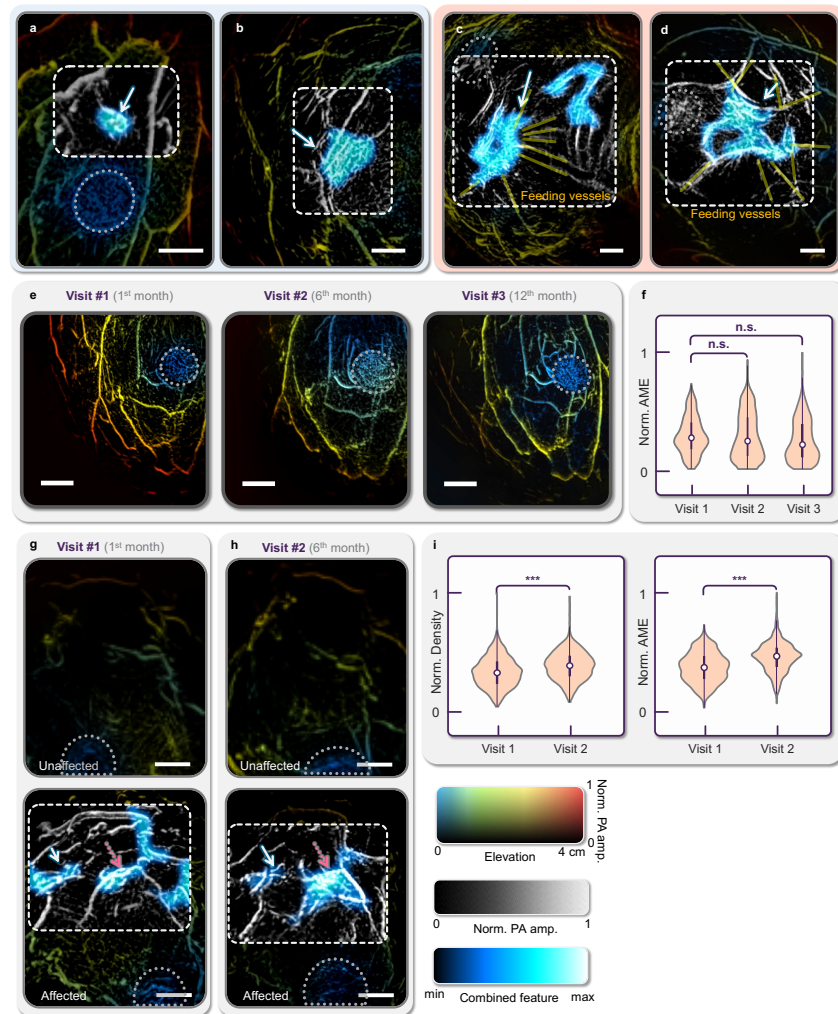 a
b
c
d
Feeding vessels
Feeding vessels
e
Visit #1 (1st month)
Visit #2 (6th month)
Visit #3 (12th month)
f
n.s.
n.s.
1
0
Norm. AME
Visit 1
Visit 2
Visit 3
g
Visit #1 (1st month)
h
Visit #2 (6th month)
Unaffected
Unaffected
Affected
Affected
i
***
1
0
Norm. Density
Visit 1
Visit 2
***
1
0
Norm. AME
Visit 1
Visit 2
1
0
Norm. PA amp.
0
4 cm
Elevation
0
1
Norm. PA amp.
min
max
Combined feature